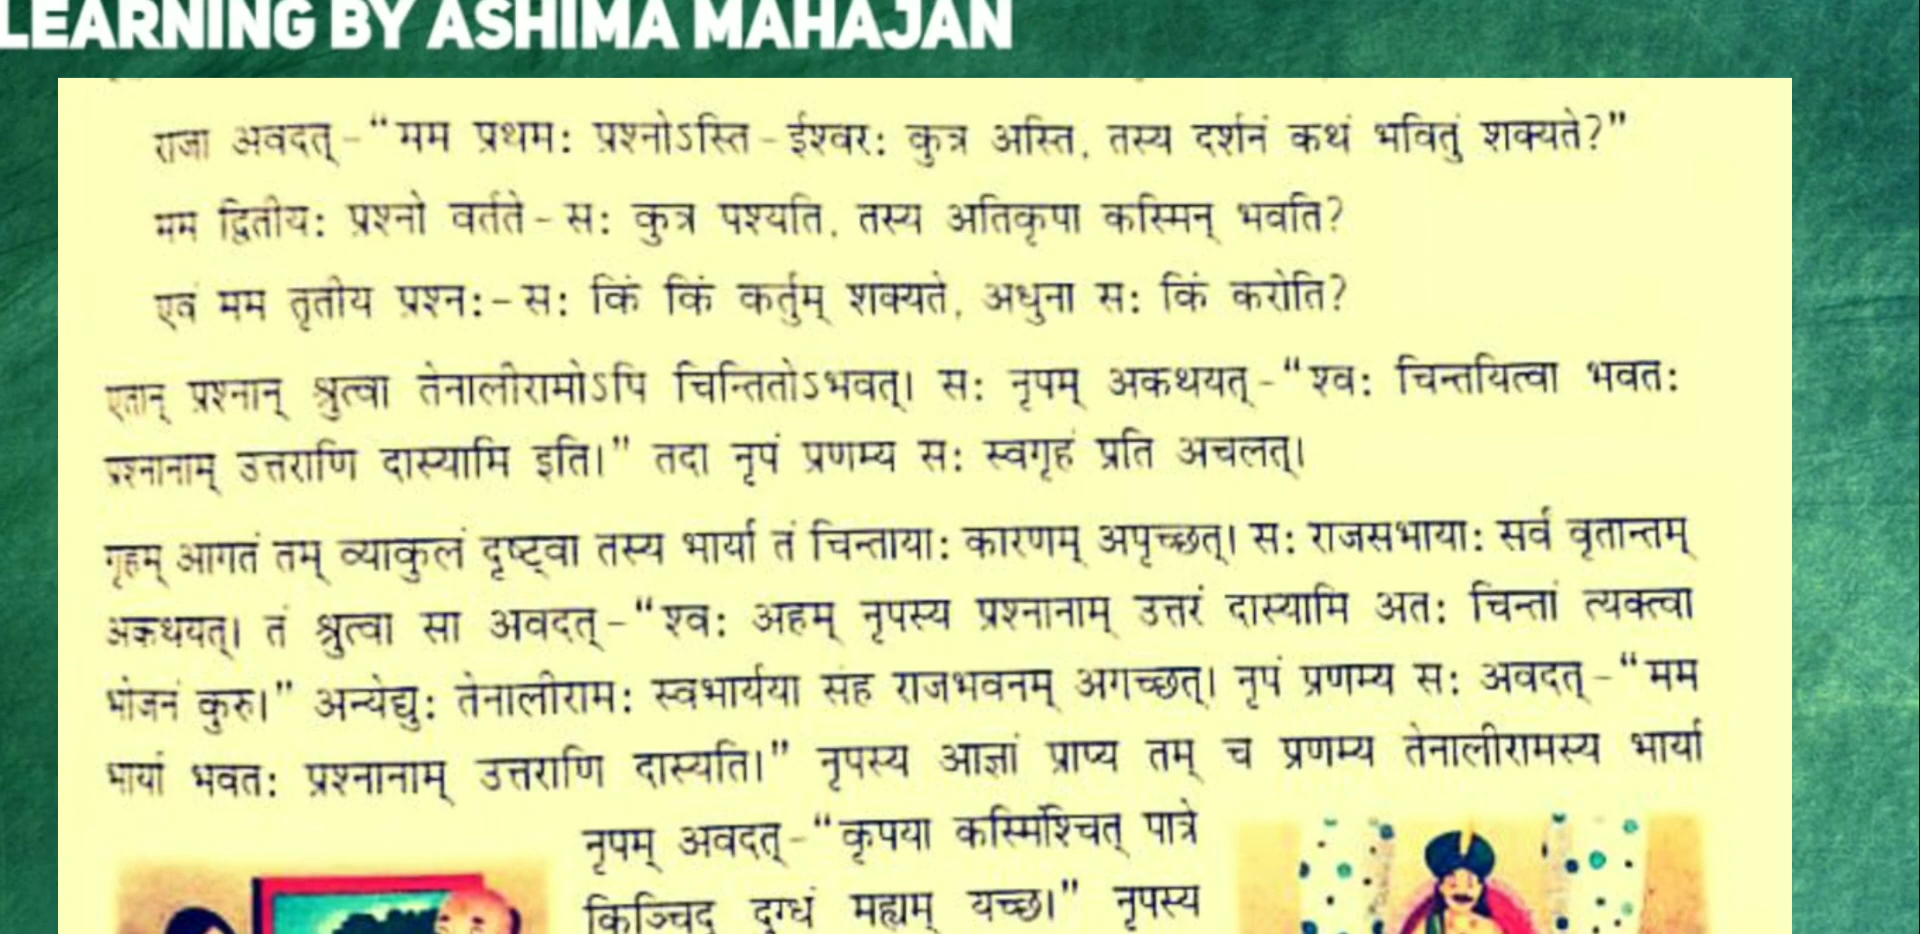 LEARNING BY ASHIMA MAHAJAN
राजा अवदत् - “मम प्रथमः प्रश्नोऽस्ति - ईश्वरः कुत्र अस्ति, तस्य दर्शनं कथं भवितुं शक्यते?”
मम द्वितीयः प्रश्नो वर्तते - सः कुत्र पश्यति, तस्य अतिकृपा कस्मिन् भवति?
एवं मम तृतीय प्रश्नः - सः किं किं कर्तुम् शक्यते, अधुना सः किं करोति?
एतान् प्रश्नान् श्रुत्वा तेनालीरामोऽपि चिन्तितोऽभवत्। सः नृपम् अकथयत् - “श्वः चिन्तयित्वा भवतः
प्रश्नानाम् उत्तराणि दास्यामि इति।” तदा नृपं प्रणम्य सः स्वगृहं प्रति अचलत्।
गृहम् आगतं तम् व्याकुलं दृष्ट्वा तस्य भार्या तं चिन्तायाः कारणम् अपृच्छत्। सः राजसभायाः सर्वं वृतान्तम्
अकथयत्। तं श्रुत्वा सा अवदत् - “श्वः अहम् नृपस्य प्रश्नानाम् उत्तरं दास्यामि अतः चिन्तां त्यक्त्वा
भोजनं कुरु।” अन्येद्युः तेनालीरामः स्वभार्यया सह राजभवनम् अगच्छत्। नृपं प्रणम्य सः अवदत् - “मम
भार्या भवतः प्रश्नानाम् उत्तराणि दास्यति।” नृपस्य आज्ञां प्राप्य तम् च प्रणम्य तेनालीरामस्य भार्या
नृपम् अवदत् - “कृपया कस्मिंश्चित् पात्रे
किञ्चिद् दुग्धं मह्यम् यच्छ।” नृपस्य